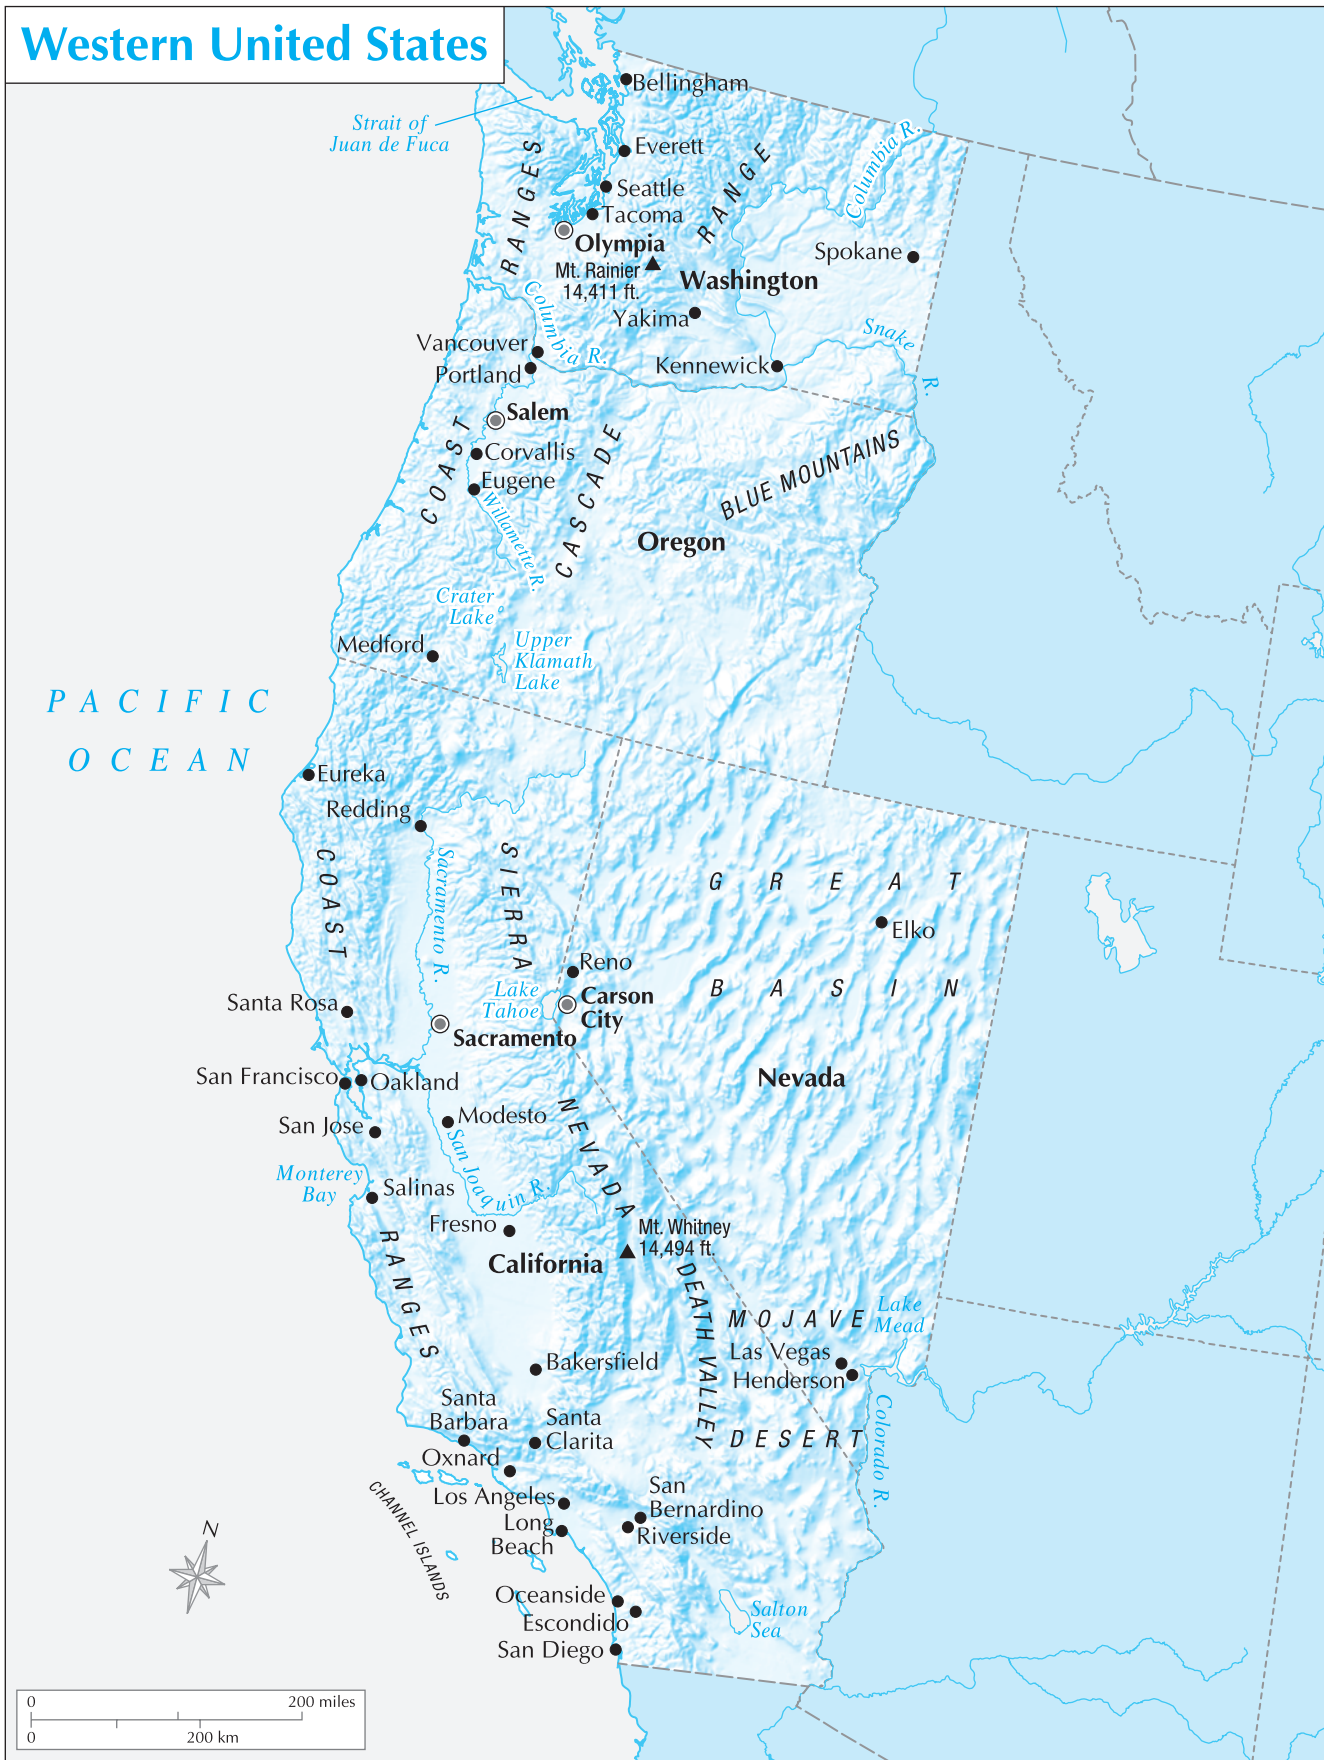 Western United States
Bellingham
Strait of
Juan de Fuca
Everett
Columbia R.
RANGES
RANGE
Seattle
Tacoma
Olympia
Spokane
Mt. Rainier
14,411 ft.
Washington
Yakima
Columbia R.
Snake R.
Vancouver
Kennewick
Portland
Salem
COAST
CASCADE
Corvallis
BLUE MOUNTAINS
Eugene
Willamette R.
Oregon
Crater
Lake
Medford
Upper
Klamath
Lake
PACIFIC
OCEAN
Eureka
Redding
COAST
Sacramento R.
SIERRA
GREAT
Elko
Reno
BASIN
Lake
Tahoe
Carson
City
Santa Rosa
Sacramento
San Francisco
Oakland
Nevada
San Jose
Modesto
NEVADA
San Joaquin R.
Monterey
Bay
Salinas
Fresno
Mt. Whitney
14,494 ft.
RANGES
California
DEATH VALLEY
MOJAVE
Lake
Mead
Las Vegas
Henderson
Bakersfield
Santa
Barbara
Santa
Clarita
DESERT
Colorado R.
Oxnard
CHANNEL ISLANDS
Los Angeles
San
Bernardino
Long
Beach
Riverside
N
Oceanside
Escondido
Salton
Sea
San Diego
0 200 miles
0 200 km